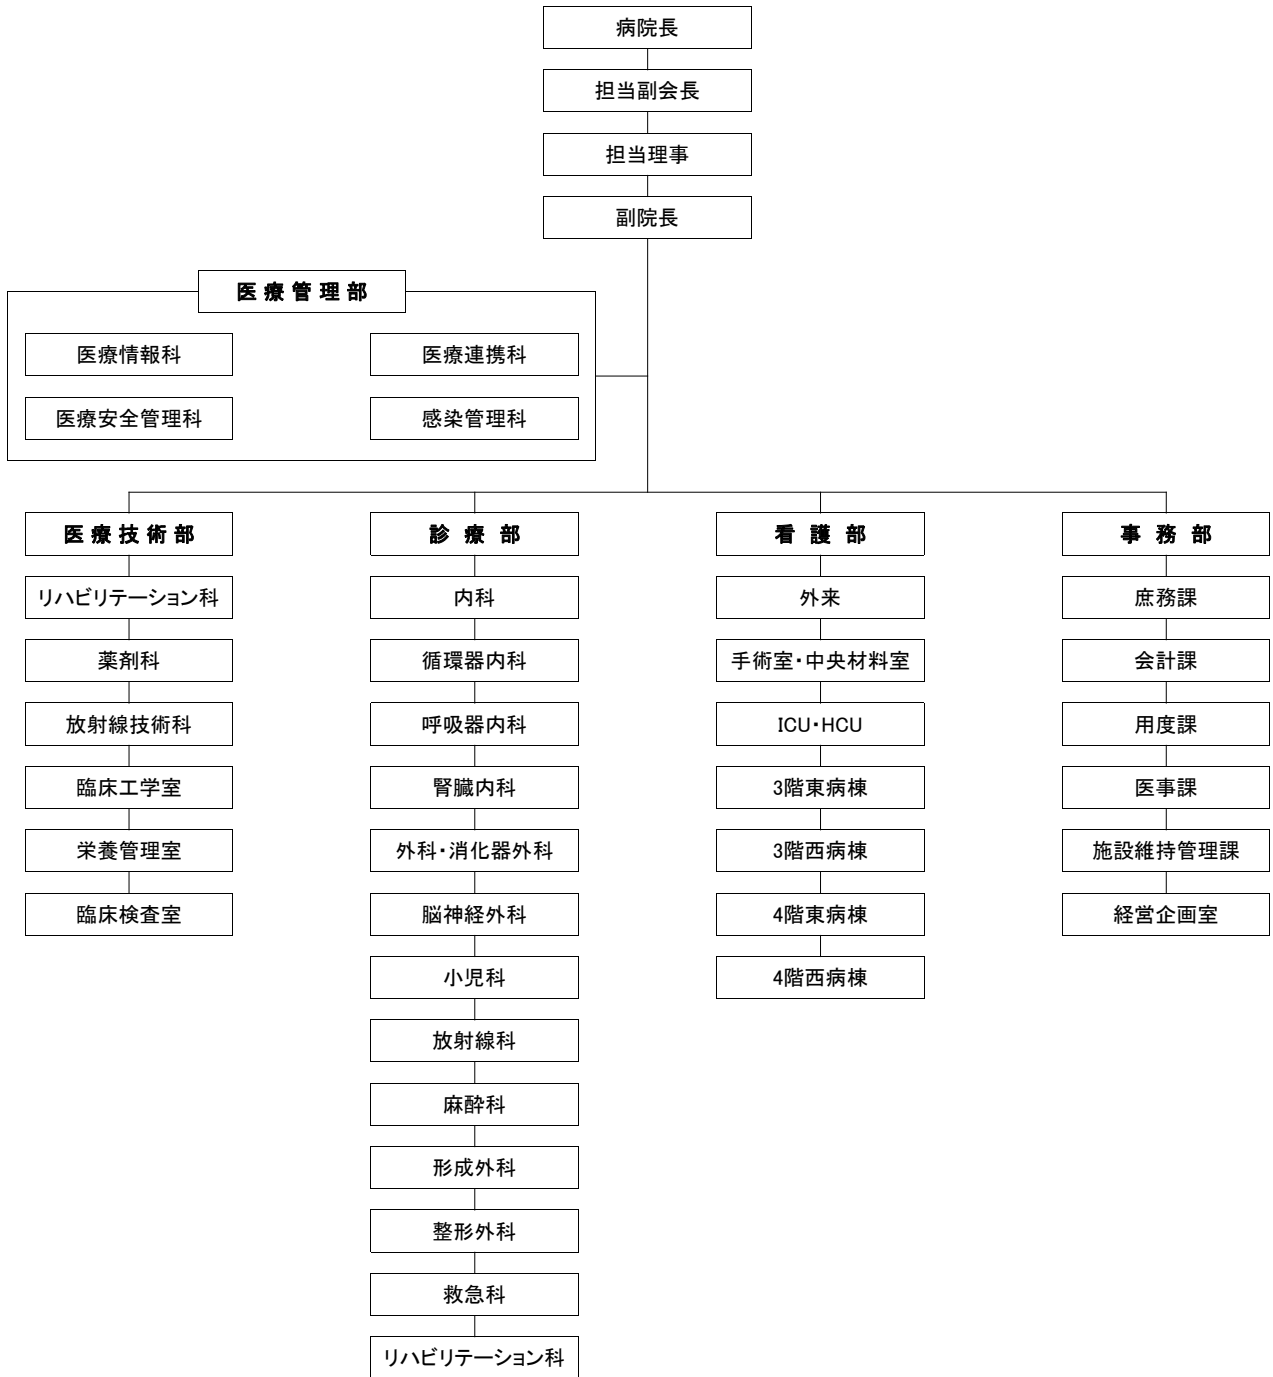 病院長
担当副会長
担当理事
副院長
医療管理部
医療情報科
医療連携科
医療安全管理科
感染管理科
医療技術部
リハビリテーション科
薬剤科
放射線技術科
臨床工学室
栄養管理室
臨床検査室
診療部
内科
循環器内科
呼吸器内科
腎臓内科
外科・消化器外科
脳神経外科
小児科
放射線科
麻酔科
形成外科
整形外科
救急科
リハビリテーション科
看護部
外来
手術室・中央材料室
ICU・HCU
3階東病棟
3階西病棟
4階東病棟
4階西病棟
事務部
庶務課
会計課
用度課
医事課
施設維持管理課
経営企画室